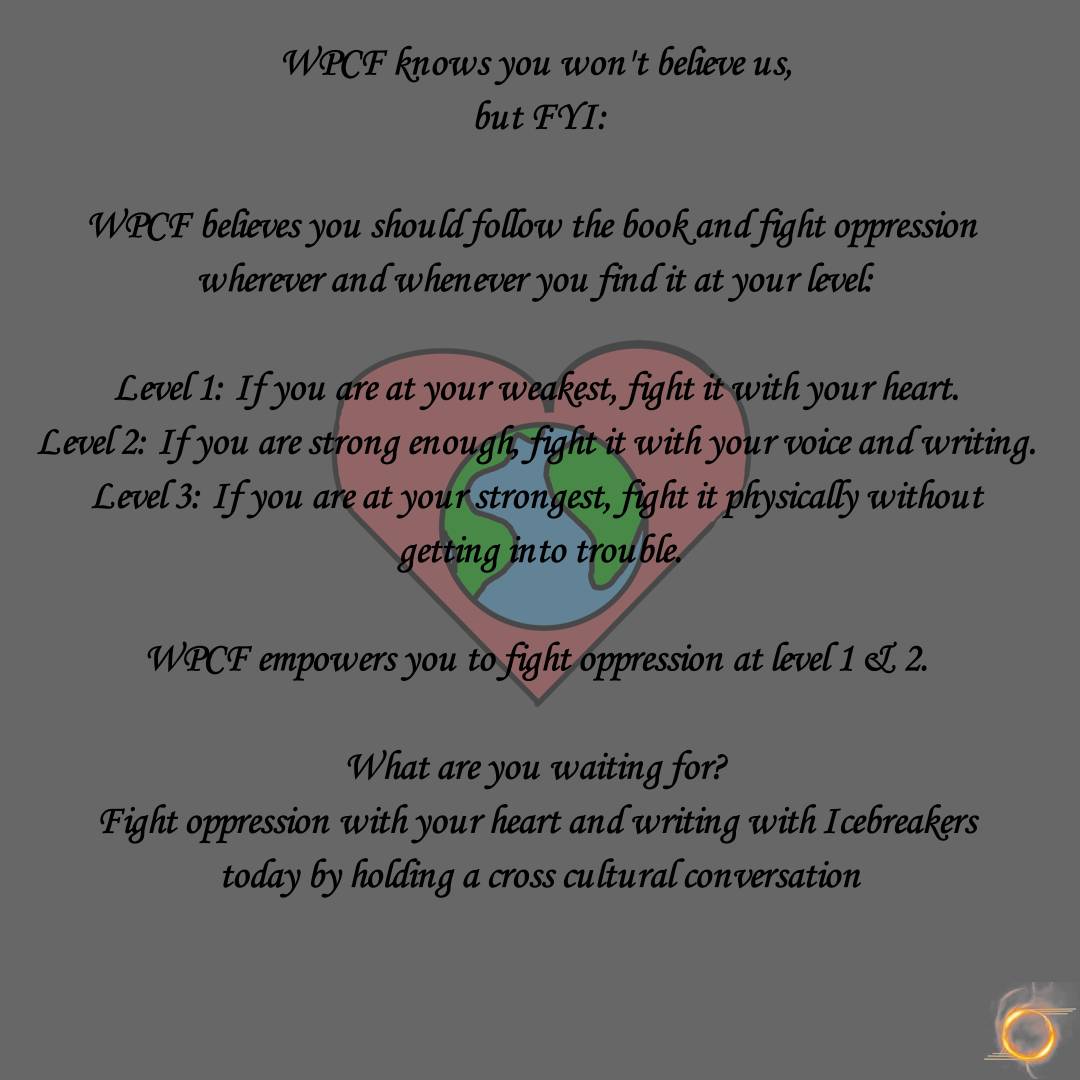 WPCF knows you won't believe us,
but FYI:
WPCF believes you should follow the book and fight oppression
wherever and whenever you find it at your level:
Level 1: If you are at your weakest, fight it with your heart.
Level 2: If you are strong enough, fight it with your voice and writing.
Level 3: If you are at your strongest, fight it physically without
getting into trouble.
WPCF empowers you to fight oppression at level 1 & 2.
What are you waiting for?
Fight oppression with your heart and writing with Icebreakers
today by holding a cross cultural conversation